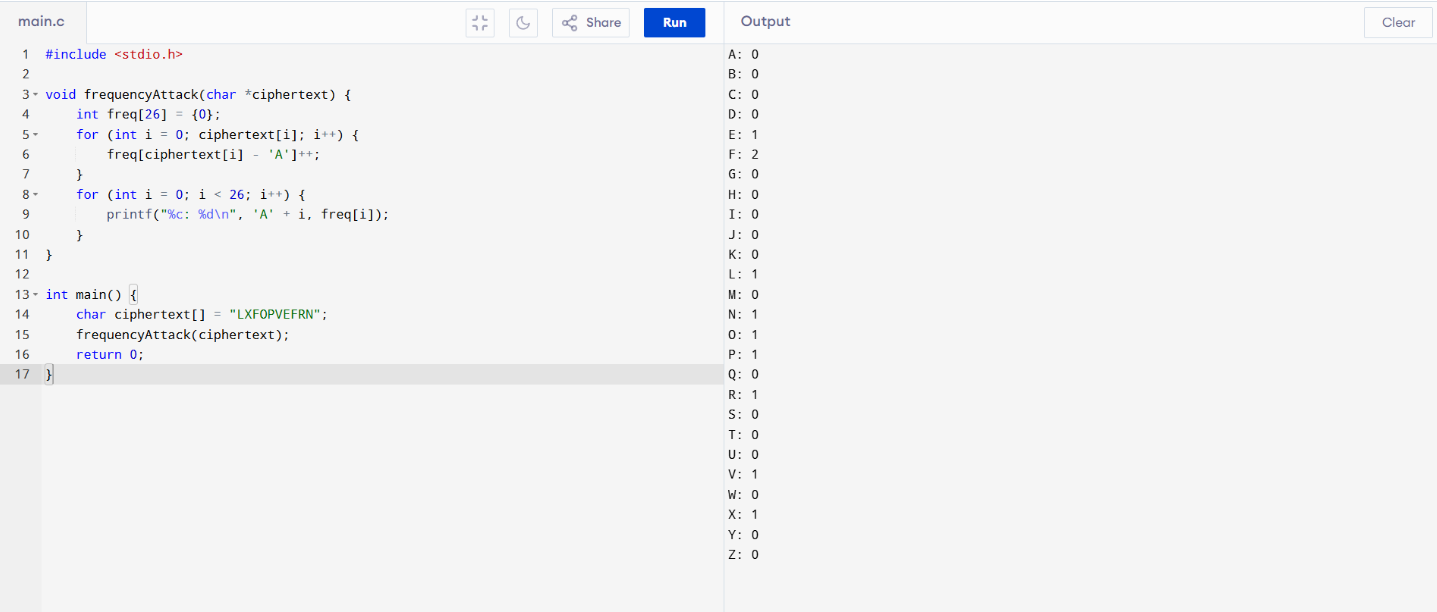 main.c
Share
Run
Output
Clear
1 #include <stdio.h>
2
3 void frequencyAttack(char *ciphertext) {
4     int freq[26] = {0};
5     for (int i = 0; ciphertext[i]; i++) {
6         freq[ciphertext[i] - 'A']++;
7     }
8     for (int i = 0; i < 26; i++) {
9         printf("%c: %d\n", 'A' + i, freq[i]);
10     }
11 }
12
13 int main() {
14     char ciphertext[] = "LXFOPVEFRN";
15     frequencyAttack(ciphertext);
16     return 0;
17 }
A: 0
B: 0
C: 0
D: 0
E: 1
F: 2
G: 0
H: 0
I: 0
J: 0
K: 0
L: 1
M: 0
N: 1
O: 1
P: 1
Q: 0
R: 1
S: 0
T: 0
U: 0
V: 1
W: 0
X: 1
Y: 0
Z: 0